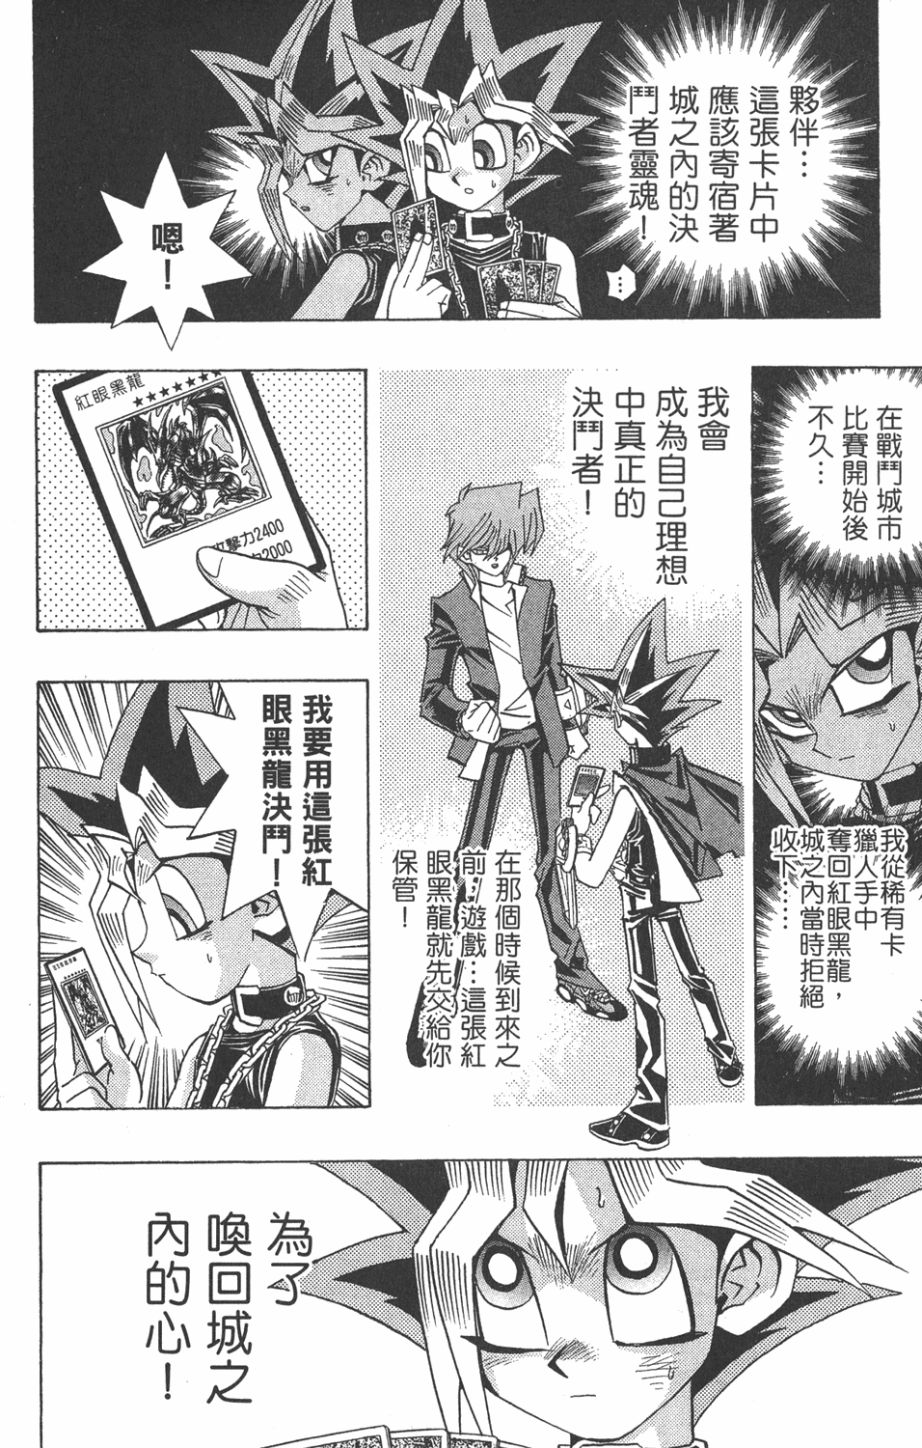 夥伴…
這張卡片中
應該寄宿著
城之內的決
鬥者靈魂！
…
嗯！
在戰鬥城市
比賽開始後
不久…
我從稀有卡
獵人手中
奪回紅眼黑龍，
城之內當時拒絕
收下……
我會
成為自己理想
中真正的
決鬥者！
在那個時候到來之
前…遊戲…這張紅
眼黑龍就先交給你
保管！
紅眼黑龍
★★★★★★★
攻擊力2400
力2000
我要用這張紅
眼黑龍決鬥！
為了
喚回城之
內的心！